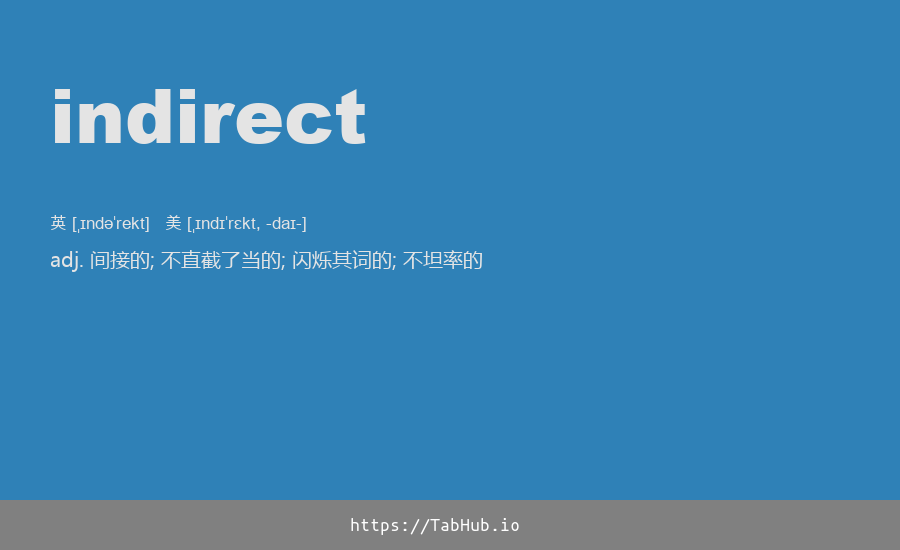 indirect
英 [ˌɪndəˈrekt] 美 [ˌɪndɪˈrɛkt, -daɪ-]
adj. 间接的; 不直截了当的; 闪烁其词的; 不坦率的
https://TabHub.io